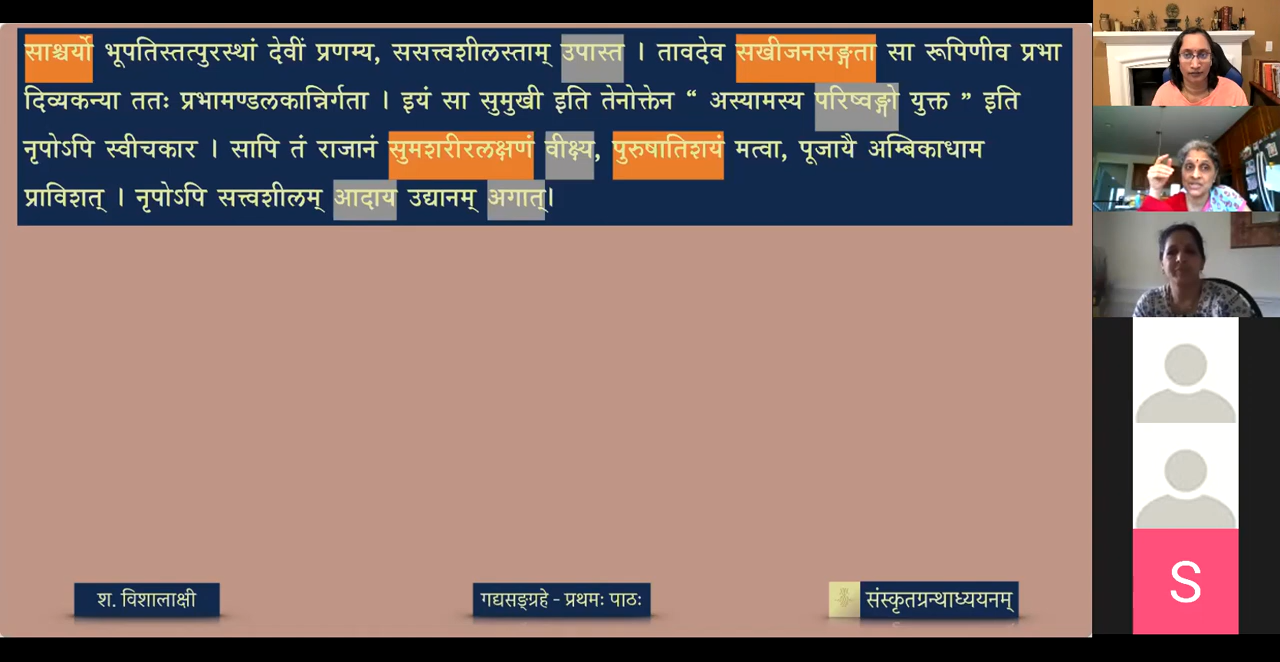 साश्चर्यो भूपतिस्तत्पुरस्थां देवीं प्रणम्य, ससत्त्वशीलस्ताम् उपास्त । तावदेव सखीजनसङ्गता सा रूपिणीव प्रभा
दिव्यकन्या ततः प्रभामण्डलकान्निर्गता । इयं सा सुमुखी इति तेनोक्तेन “ अस्यामस्य परिष्वङ्गो युक्त ” इति
नृपोऽपि स्वीचकार । सापि तं राजानं सुमशरीरलक्षणं वीक्ष्य, पुरुषातिशयं मत्वा, पूजायै अम्बिकाधाम
प्राविशत् । नृपोऽपि सत्त्वशीलम् आदाय उद्यानम् अगात्।
श. विशालाक्षी
गद्यसङ्ग्रहे - प्रथमः पाठः
संस्कृतग्रन्थाध्ययनम्
S